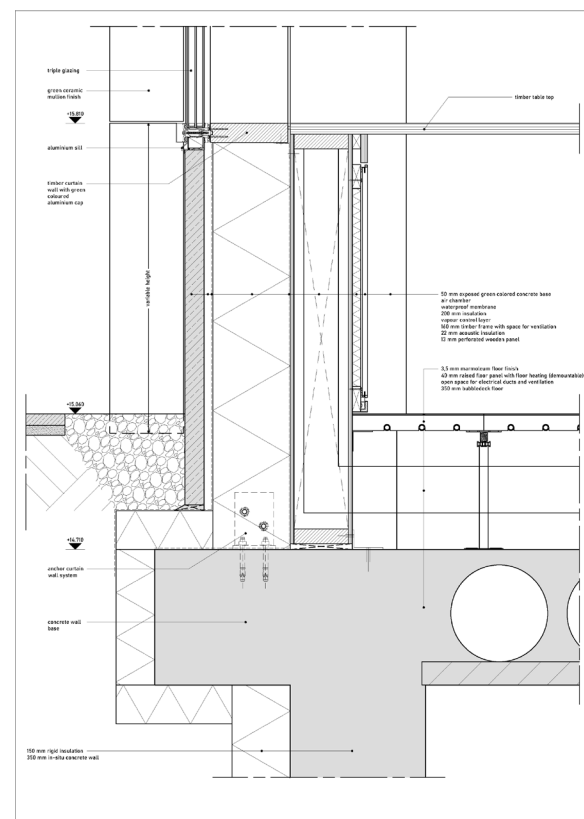 triple glazing
green ceramic
mullion finish
+15.810
timber table top
aluminium sill
timber curtain
wall with green
coloured
aluminium cap
variable height
50 mm exposed green colored concrete base
air chamber
waterproof membrane
200 mm insulation
vapour control layer
160 mm timber frame with space for ventilation
22 mm acoustic insulation
13 mm perforated wooden panel
3,5 mm marmoleum floor finish
40 mm raised floor panel with floor heating (demountable)
open space for electrical ducts and ventilation
350 mm bubbledeck floor
+15.060
+14.710
anchor curtain
wall system
concrete wall
base
150 mm rigid insulation
350 mm in-situ concrete wall